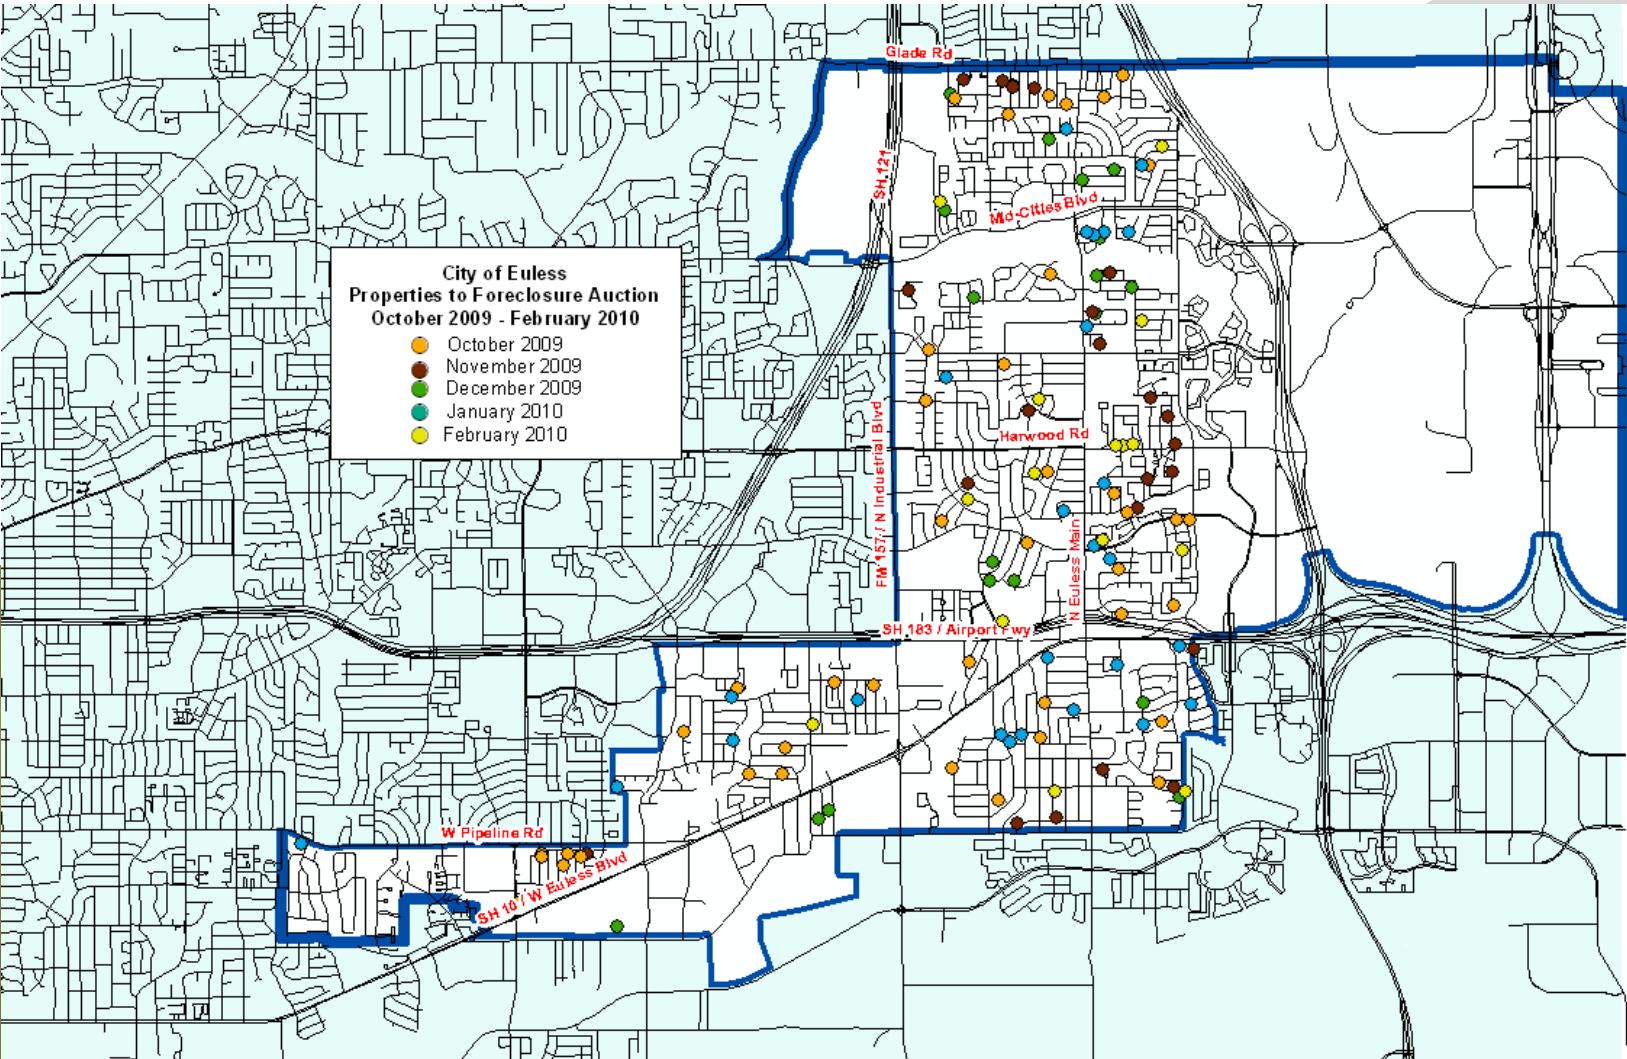 Glade Rd
SH 121
Mid-Cities Blvd
City of Euless
Properties to Foreclosure Auction
October 2009 - February 2010
October 2009
November 2009
December 2009
January 2010
February 2010
FM 157 / N Industrial Blvd
Harwood Rd
N Euless Main
SH 183 / Airport Fwy
W Pipeline Rd
SH 10 / W Euless Blvd